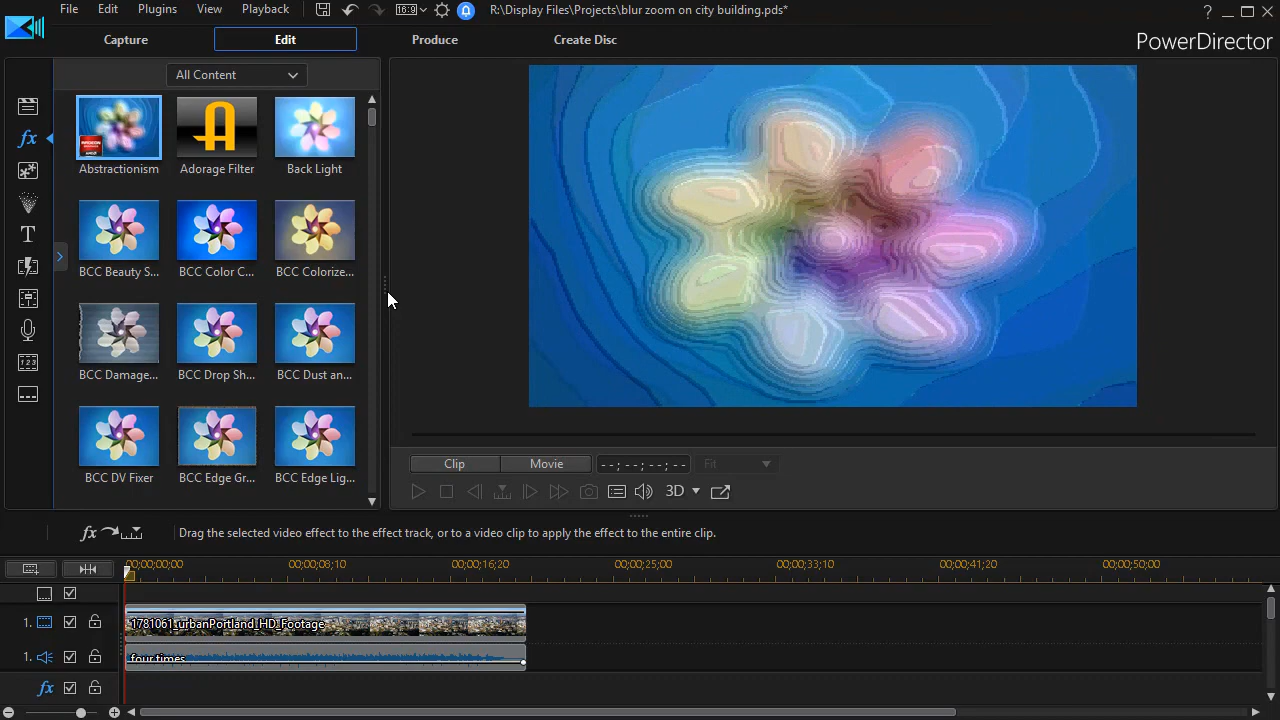 File Edit Plugins View Playback 16:9 R:\Display Files\Projects\blur zoom on city building.pds* ?
Capture Edit Produce Create Disc PowerDirector
All Content
Abstractionism Adorage Filter Back Light
BCC Beauty S... BCC Color C... BCC Colorize...
BCC Damage... BCC Drop Sh... BCC Dust an...
BCC DV Fixer BCC Edge Gr... BCC Edge Lig...
Clip Movie --;--;--;-- Fit
3D
fx Drag the selected video effect to the effect track, or to a video clip to apply the effect to the entire clip.
00;00;00;00 00;00;08;10 00;00;16;20 00;00;25;00 00;00;33;10 00;00;41;20 00;00;50;00
1. 1781061_urbanPortland_HD_Footage
1. four times
fx